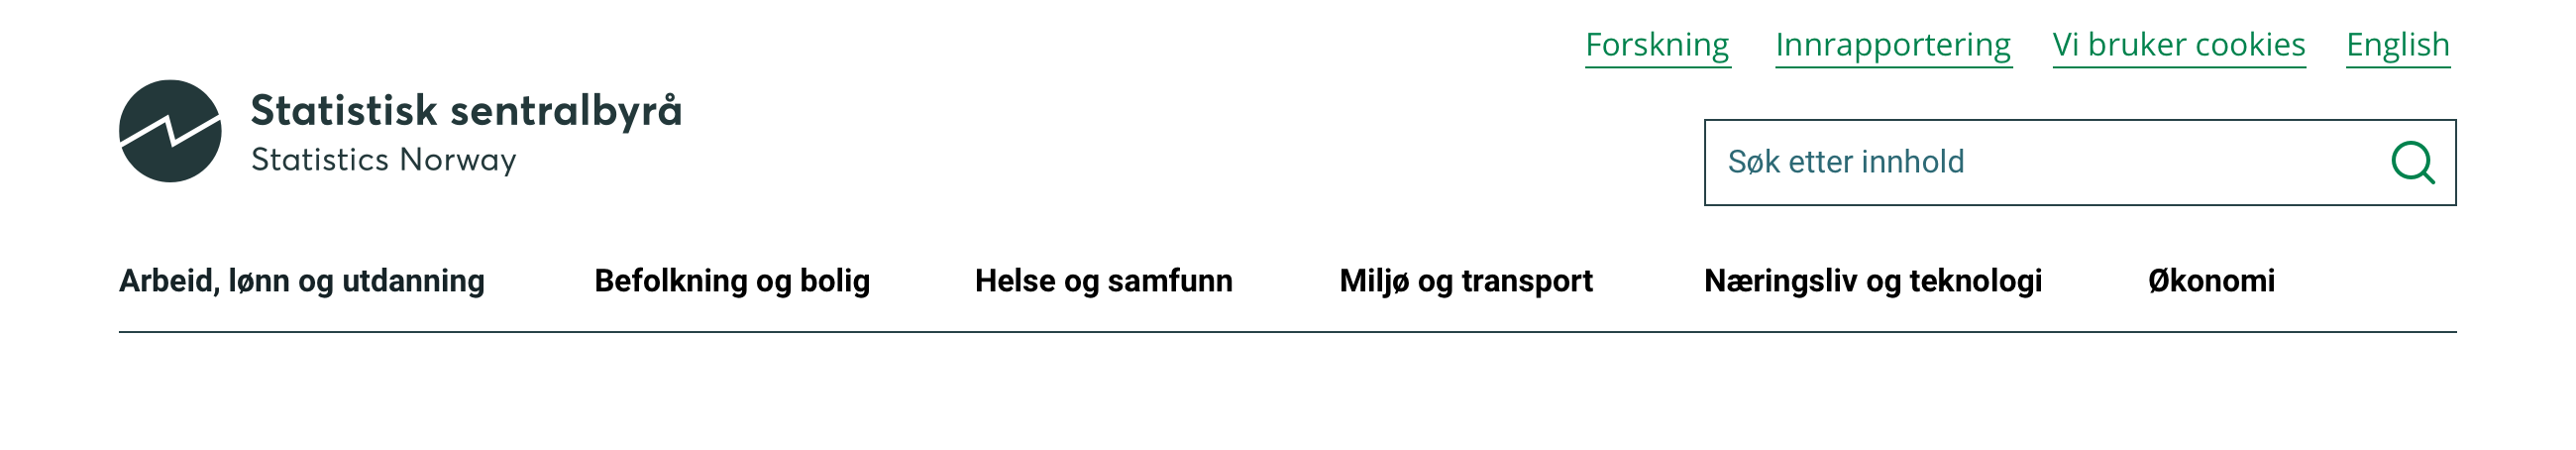 Forskning Innrapportering Vi bruker cookies English
Statistisk sentralbyrå
Statistics Norway
Søk etter innhold
Arbeid, lønn og utdanning Befolkning og bolig Helse og samfunn Miljø og transport Næringsliv og teknologi Økonomi